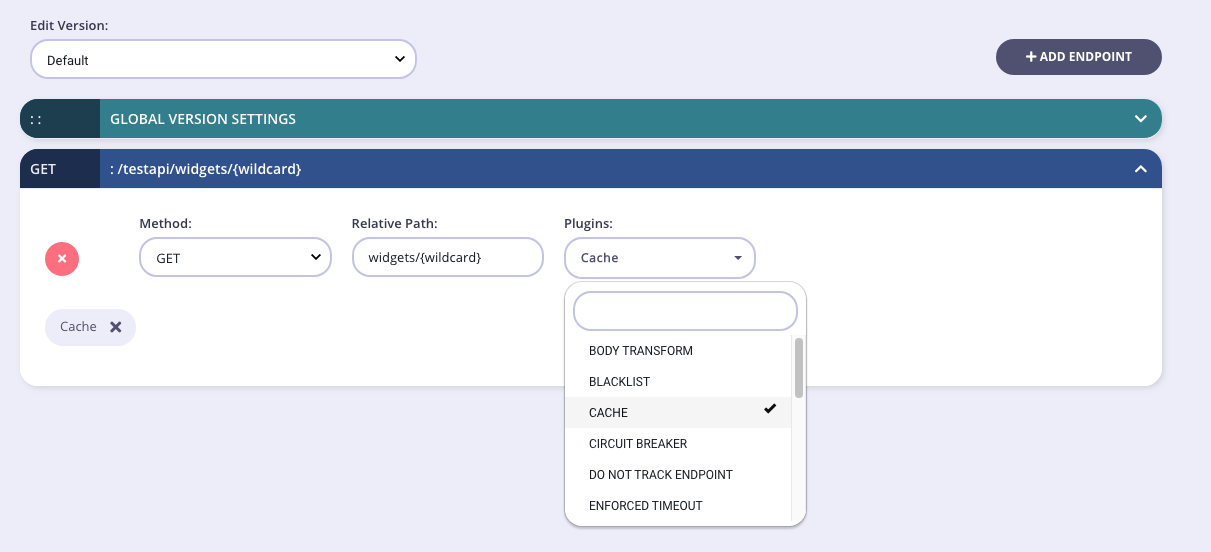 Edit Version:
Default
ADD ENDPOINT
: : GLOBAL VERSION SETTINGS
GET : /testapi/widgets/{wildcard}
Method: Relative Path: Plugins:
GET widgets/{wildcard} Cache
Cache
BODY TRANSFORM
BLACKLIST
CACHE
CIRCUIT BREAKER
DO NOT TRACK ENDPOINT
ENFORCED TIMEOUT